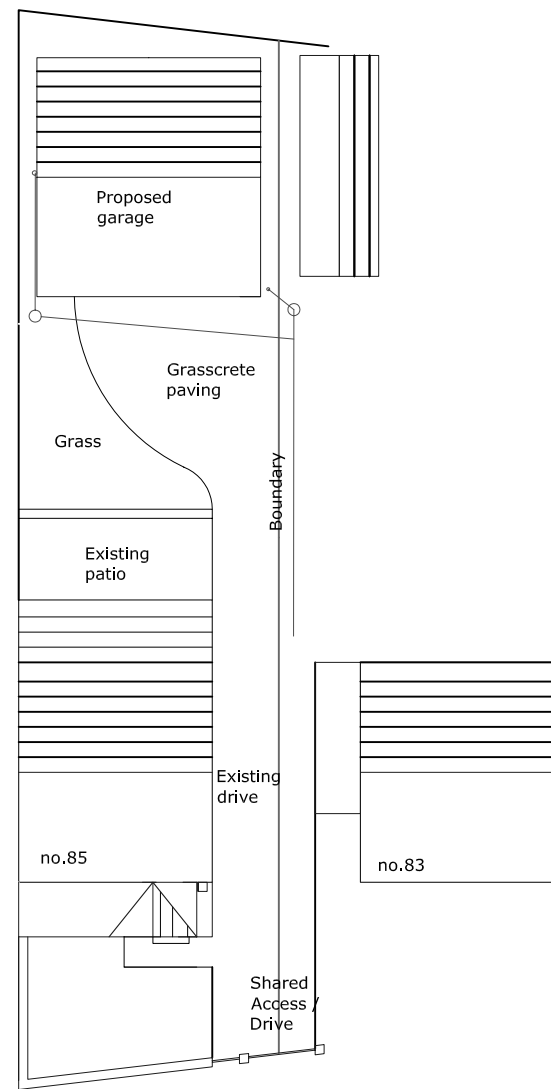 Proposed
garage
Grasscrete
paving
Grass
Boundary
Existing
patio
Existing
drive
no.85
no.83
Shared
Access /
Drive